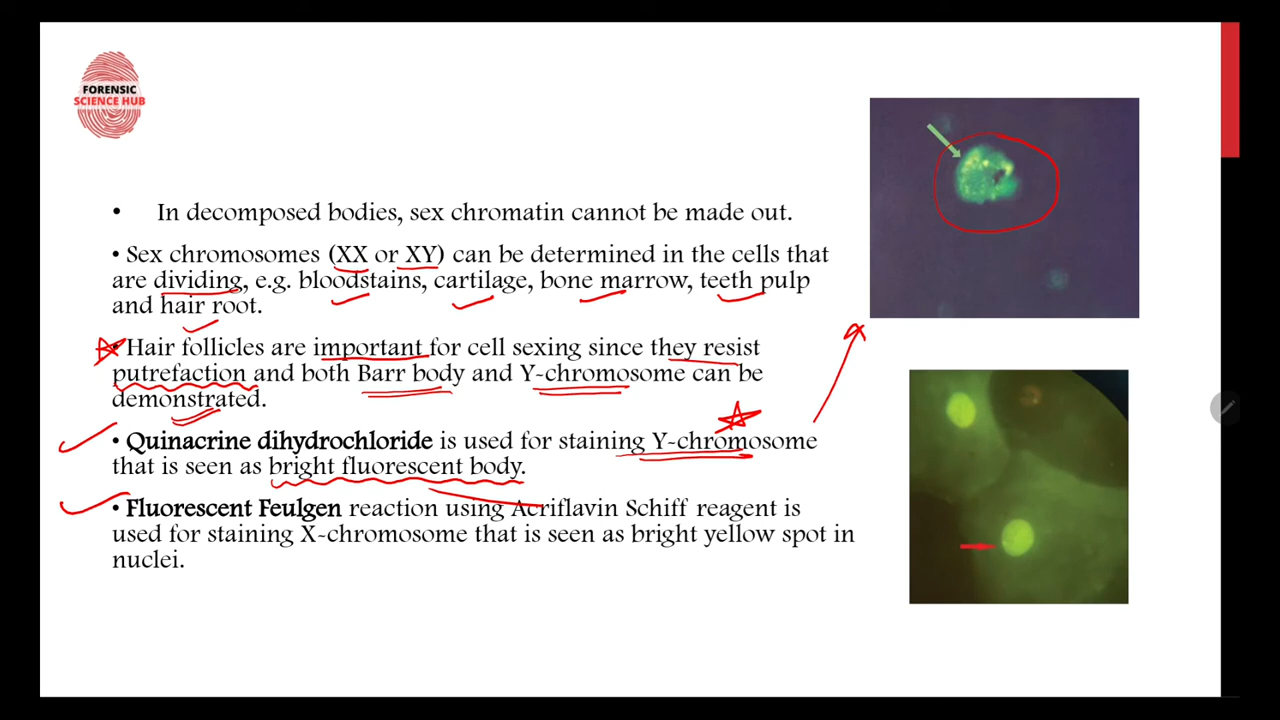 FORENSIC
SCIENCE HUB
• In decomposed bodies, sex chromatin cannot be made out.
• Sex chromosomes (XX or XY) can be determined in the cells that
are dividing, e.g. bloodstains, cartilage, bone marrow, teeth pulp
and hair root.
• Hair follicles are important for cell sexing since they resist
putrefaction and both Barr body and Y-chromosome can be
demonstrated.
• Quinacrine dihydrochloride is used for staining Y-chromosome
that is seen as bright fluorescent body.
• Fluorescent Feulgen reaction using Acriflavin Schiff reagent is
used for staining X-chromosome that is seen as bright yellow spot in
nuclei.